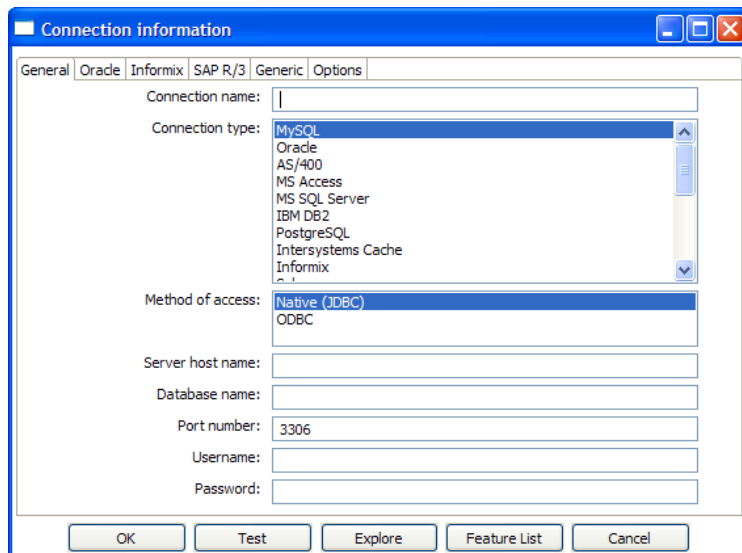 Connection information
General Oracle Informix SAP R/3 Generic Options
Connection name:
Connection type: MySQL
Oracle
AS/400
MS Access
MS SQL Server
IBM DB2
PostgreSQL
Intersystems Cache
Informix
Method of access: Native (JDBC)
ODBC
Server host name:
Database name:
Port number: 3306
Username:
Password:
OK Test Explore Feature List Cancel